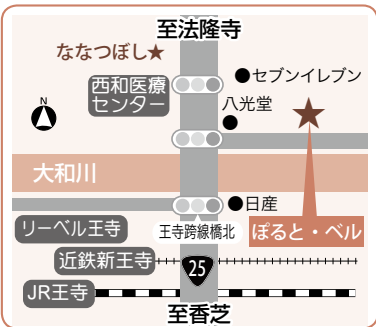 至法隆寺
ななつぼし★
●セブンイレブン
西和医療
センター
八光堂
●
N
大和川
●日産
リーベル王寺
王寺跨線橋北
ぽると・ベル
近鉄新王寺
25
JR王寺
至香芝